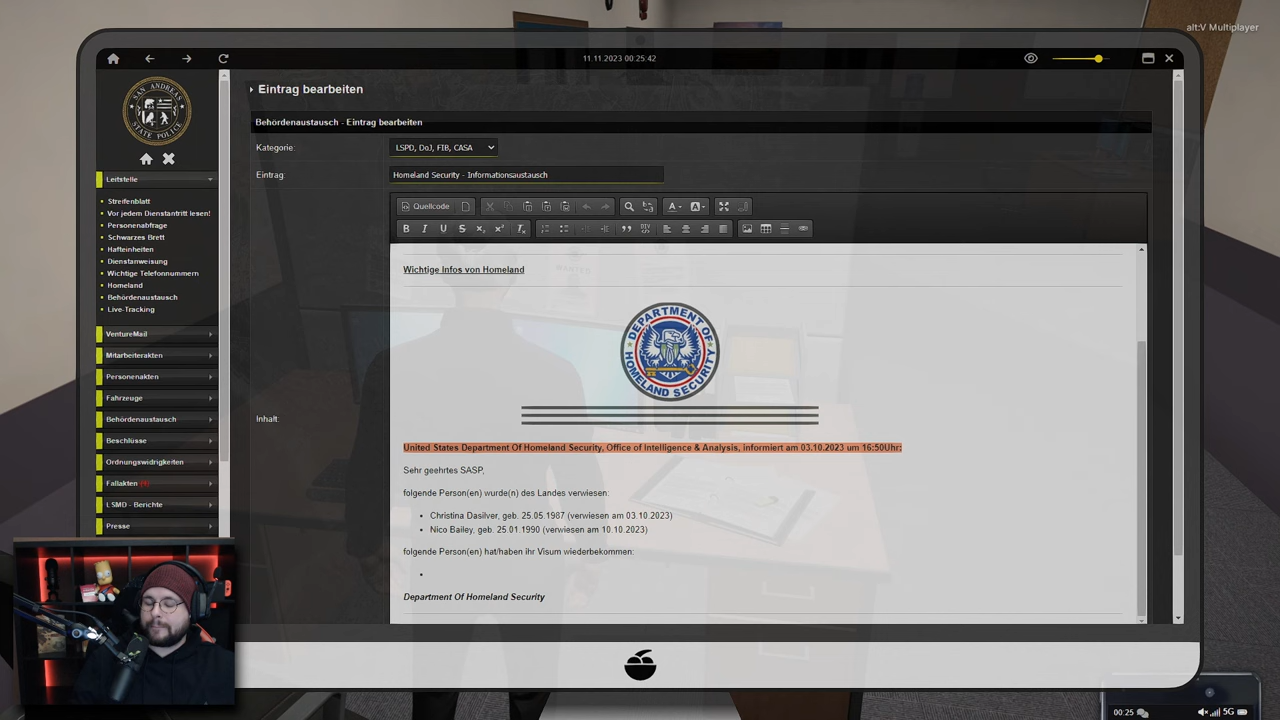 alt:V Multiplayer
11.11.2023 00:25:42
SAN ANDREAS
STATE POLICE
Leitstelle
Streifenblatt
Vor jedem Dienstantritt lesen!
Personenabfrage
Schwarzes Brett
Hafteinheiten
Dienstanweisung
Wichtige Telefonnummern
Homeland
Behördenaustausch
Live-Tracking
VentureMail
Mitarbeiterakten
Personenakten
Fahrzeuge
Behördenaustausch
Beschlüsse
Ordnungswidrigkeiten
Fallakten
LSMD - Berichte
Presse
Eintrag bearbeiten
Behördenaustausch - Eintrag bearbeiten
Kategorie:
LSPD, DoJ, FIB, CASA
Eintrag:
Homeland Security - Informationsaustausch
Quellcode
Inhalt:
Wichtige Infos von Homeland
DEPARTMENT OF
HOMELAND SECURITY
United States Department Of Homeland Security, Office of Intelligence & Analysis, informiert am 03.10.2023 um 16:50Uhr:
Sehr geehrtes SASP,
folgende Person(en) wurde(n) des Landes verwiesen:
Christina Dasilver, geb. 25.05.1987 (verwiesen am 03.10.2023)
Nico Bailey, geb. 25.01.1990 (verwiesen am 10.10.2023)
folgende Person(en) hat/haben ihr Visum wiederbekommen:
Department Of Homeland Security
00:25
5G